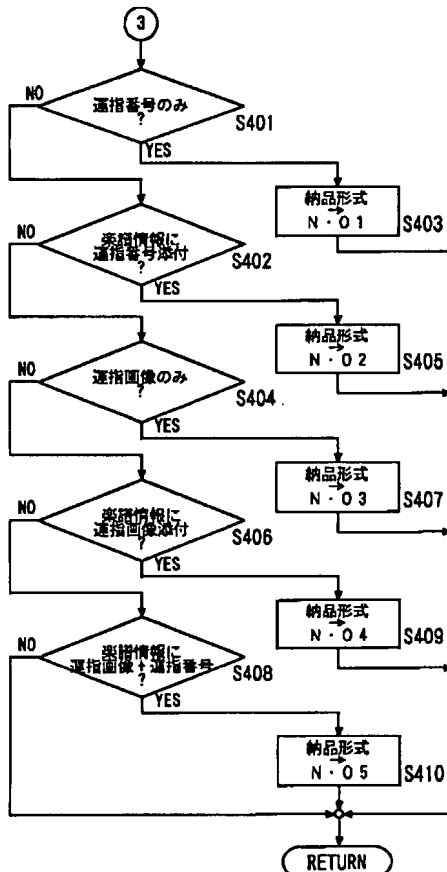 3
運指番号のみ
?
NO
S401
YES
納品形式
→
N・01
S403
楽譜情報に
運指番号添付
?
NO
S402
YES
納品形式
→
N・02
S405
運指画像のみ
?
NO
S404
YES
納品形式
→
N・03
S407
楽譜情報に
運指画像添付
?
NO
S406
YES
納品形式
→
N・04
S409
楽譜情報に
運指画像+運指番号
?
NO
S408
YES
納品形式
→
N・05
S410
RETURN